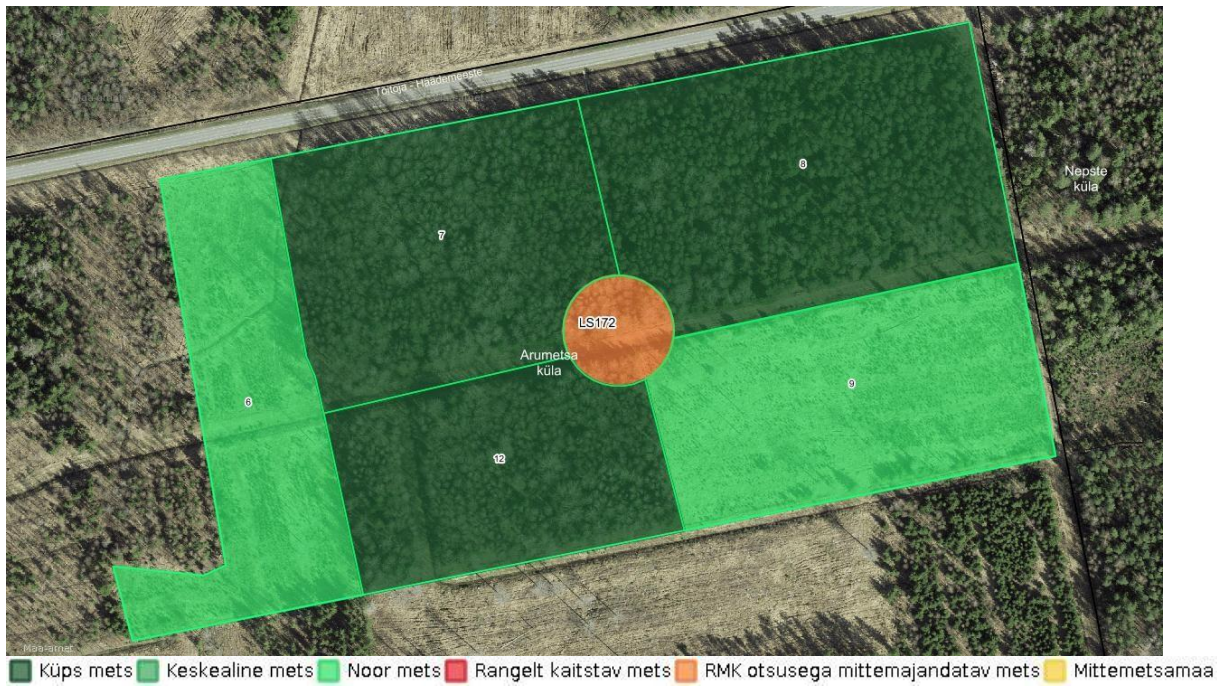 Tõitoja - Häädemeeste
8
Nepste
küla
7
LS172
Arumetsa
küla
9
6
12
Maa-amet
Küps mets Keskealine mets Noor mets Rangelt kaitstav mets RMK otsusega mittemajandatav mets Mittemetsamaa